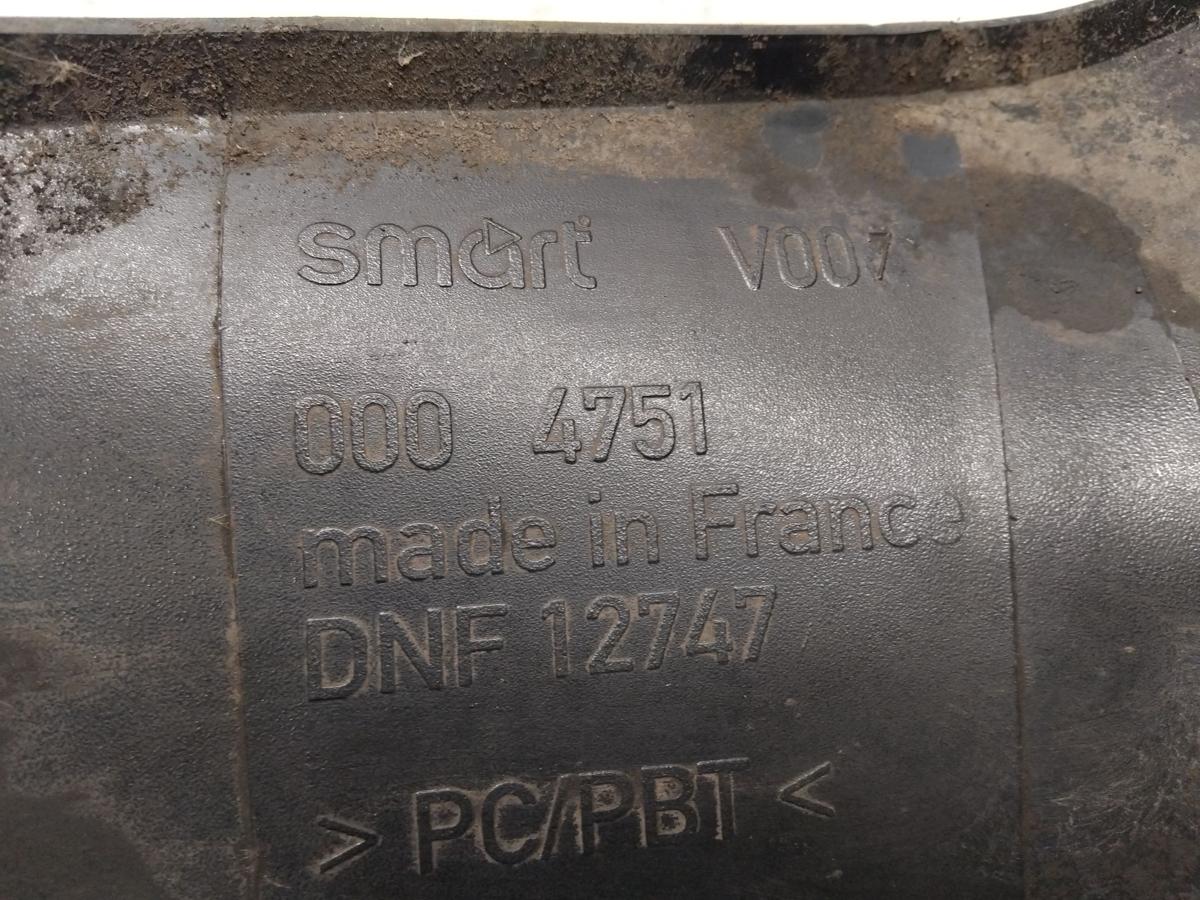 smart V007
000 4751
made in France
DNF 12747
> PC/PBT <